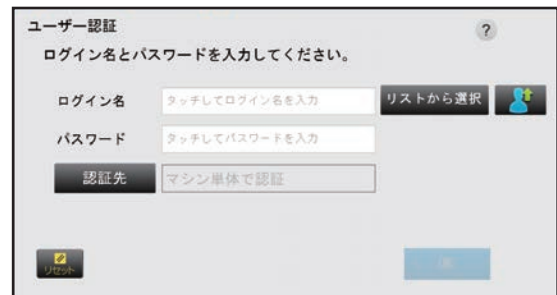 ユーザー認証
?
ログイン名とパスワードを入力してください。
ログイン名 タッチしてログイン名を入力 リストから選択
パスワード タッチしてパスワードを入力
認証先 マシン単体で認証
リセット